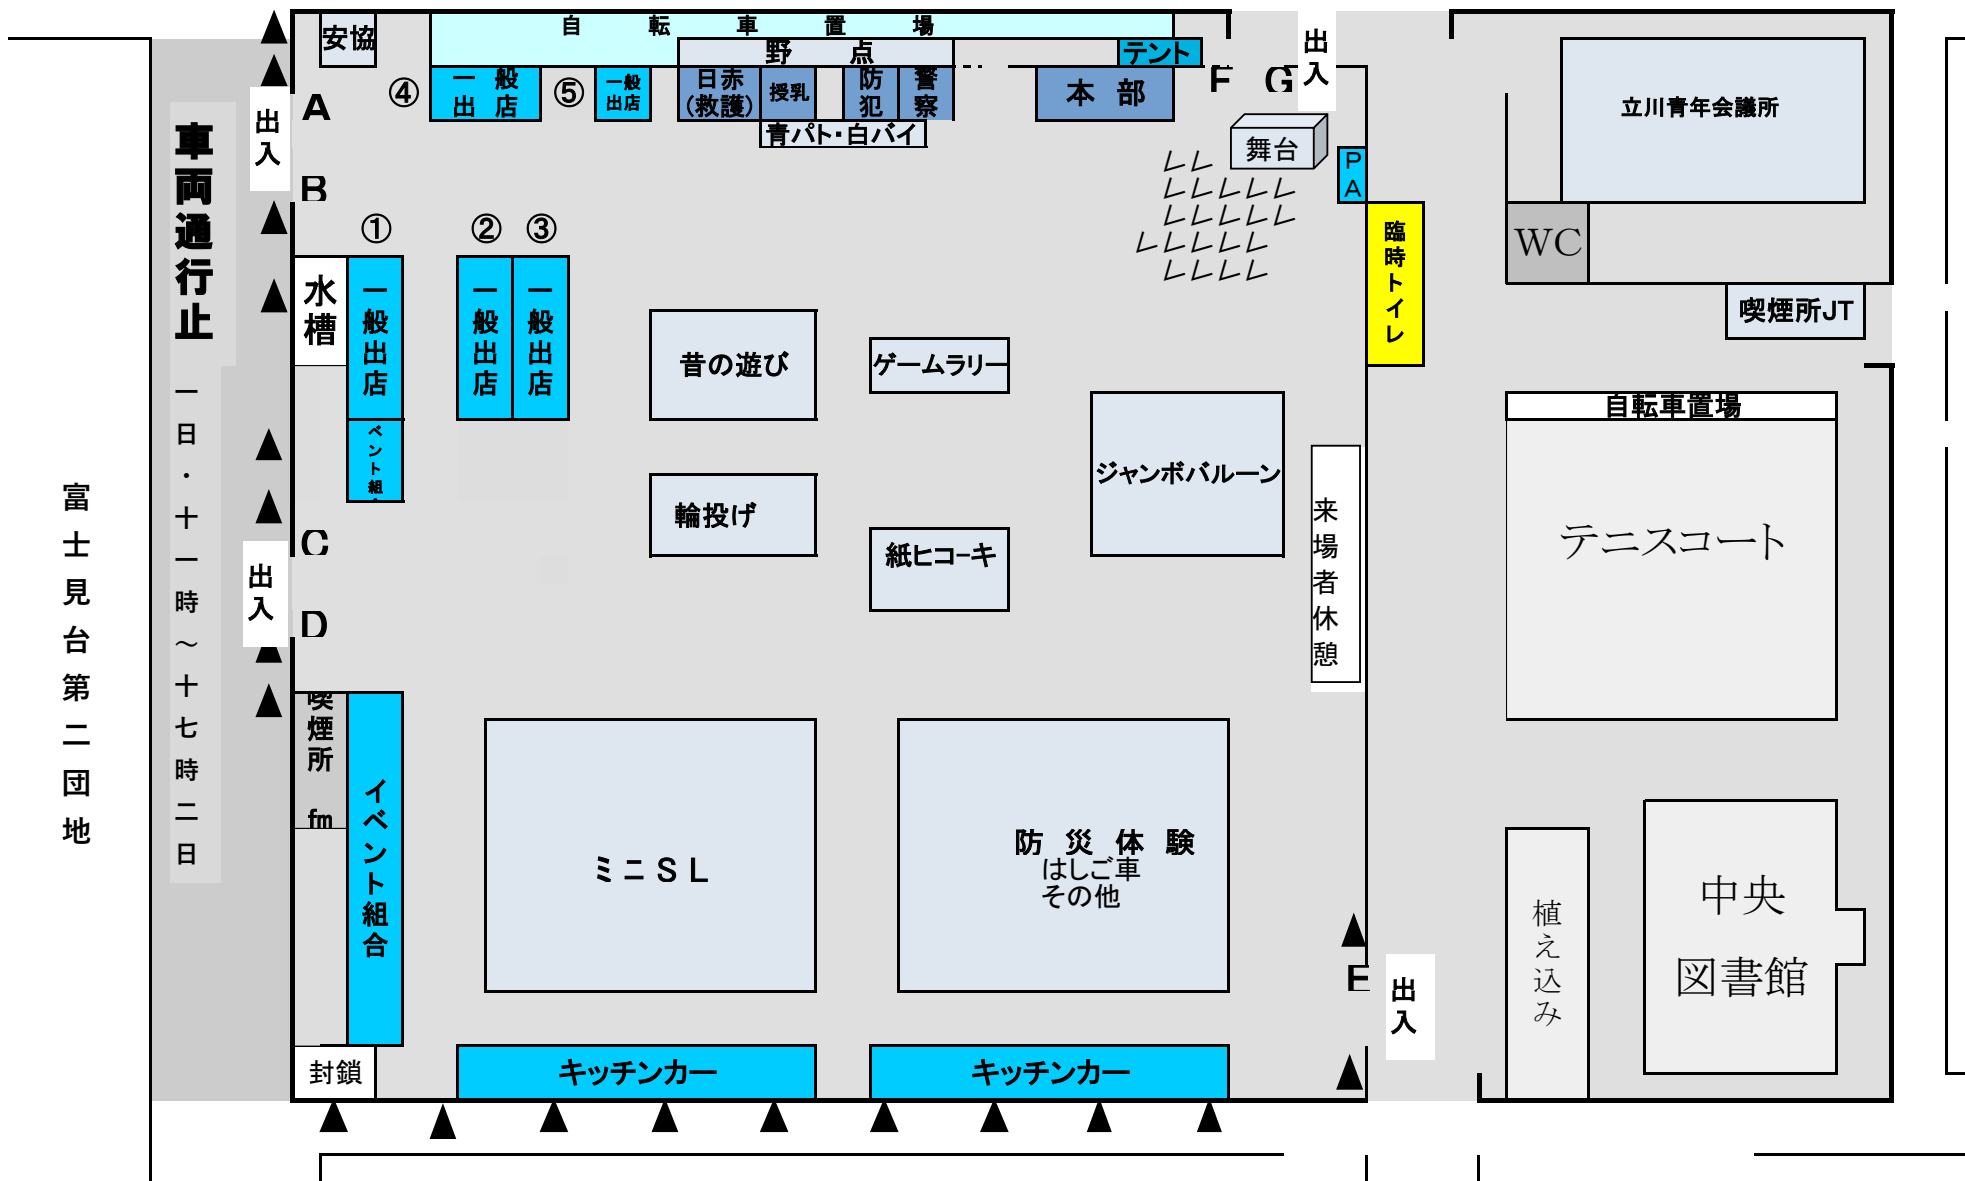 安協
自転車置場
野点
テント
出入
④
一般出店
⑤
一般出店
日赤
(救護)
授乳
防犯
警察
本部
F
G
青パト・白バイ
立川青年会議所
A
出入
B
舞台
PA
車両通行止
一日・十一時～十七時二日
①
②
③
水槽
一般出店
一般出店
一般出店
臨時トイレ
WC
喫煙所JT
昔の遊び
ゲームラリー
自転車置場
ベント組
ジャンボバルーン
輪投げ
紙ヒコーキ
来場者休憩
テニスコート
富士見台第二団地
C
出入
D
喫煙所
fm
イベント組合
ミニSL
防災体験
はしご車
その他
E
出入
植え込み
中央
図書館
封鎖
キッチンカー
キッチンカー